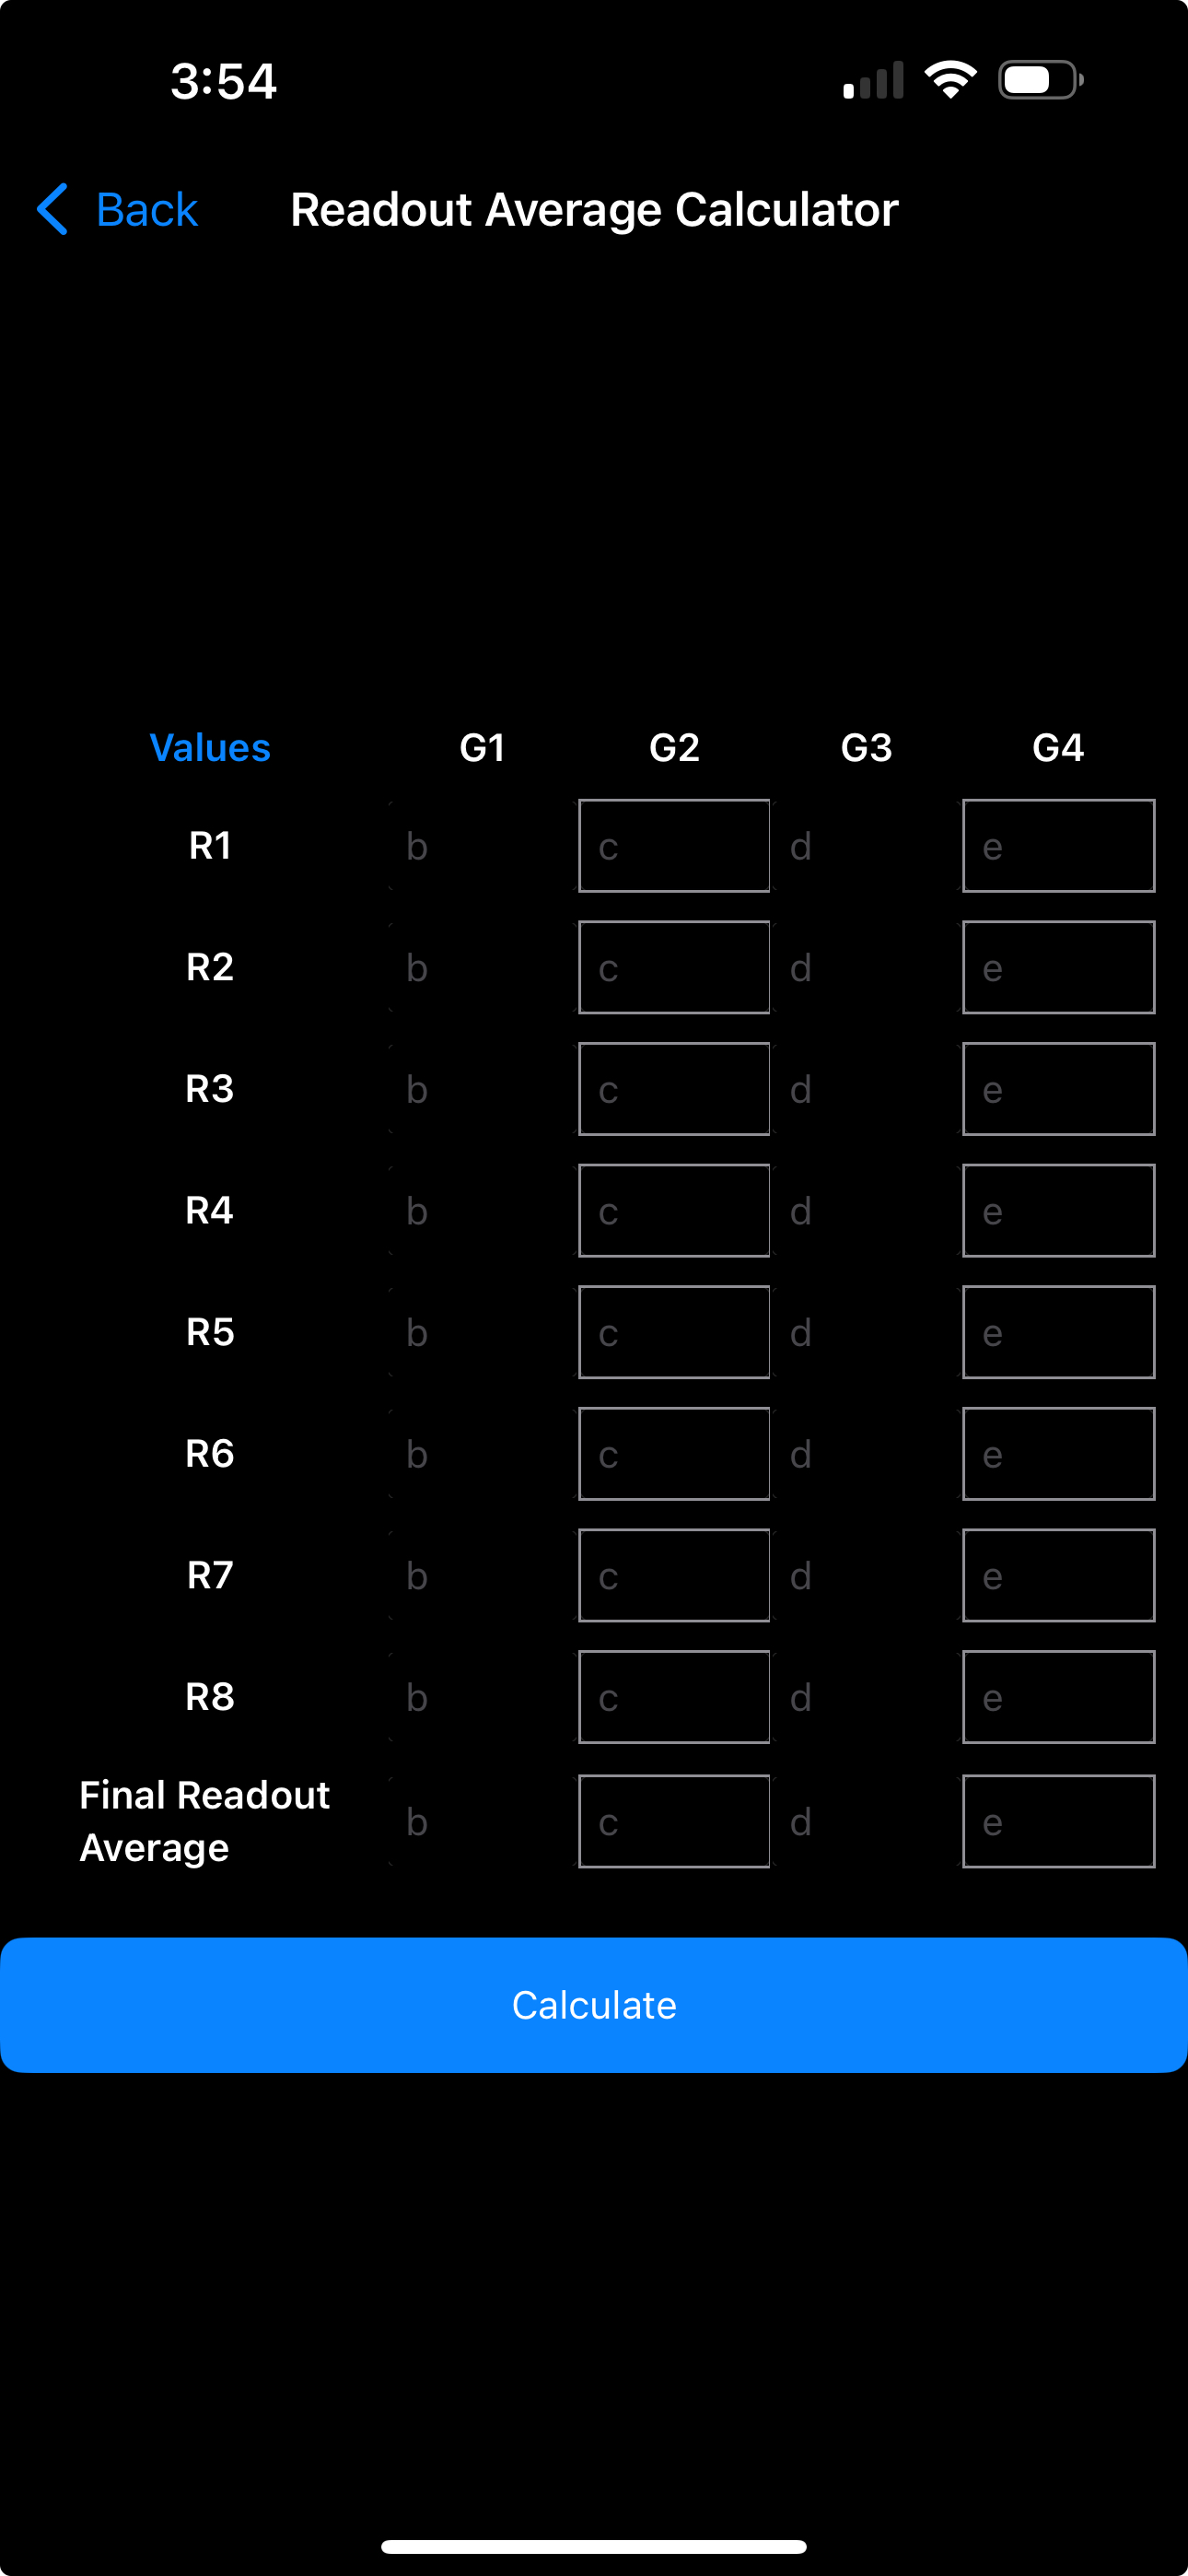 3:54
Back Readout Average Calculator
Values G1 G2 G3 G4
R1 b c d e
R2 b c d e
R3 b c d e
R4 b c d e
R5 b c d e
R6 b c d e
R7 b c d e
R8 b c d e
Final Readout
Average b c d e
Calculate